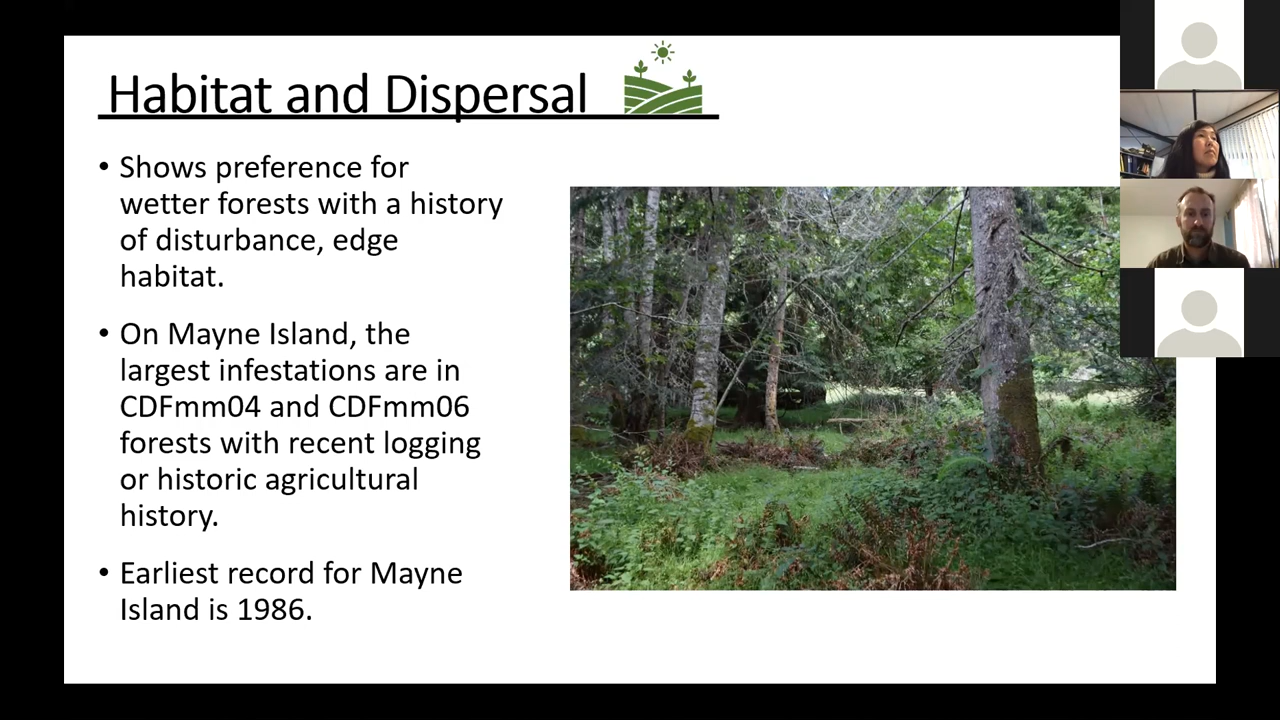 Habitat and Dispersal
• Shows preference for
wetter forests with a history
of disturbance, edge
habitat.
• On Mayne Island, the
largest infestations are in
CDFmm04 and CDFmm06
forests with recent logging
or historic agricultural
history.
• Earliest record for Mayne
Island is 1986.